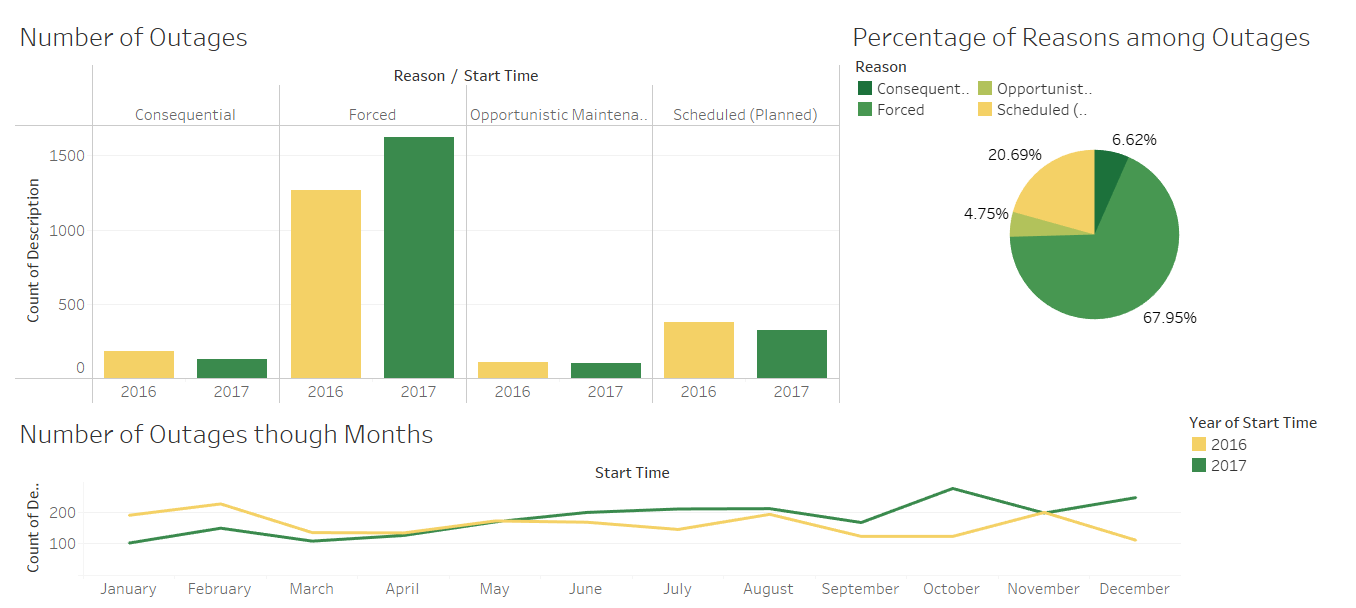 Number of Outages
Reason / Start Time
Consequential Forced Opportunistic Maintena.. Scheduled (Planned)
Count of Description
1500
1000
500
0
2016 2017 2016 2017 2016 2017 2016 2017
Percentage of Reasons among Outages
Reason
Consequent.. Opportunist..
Forced Scheduled (..
6.62%
20.69%
4.75%
67.95%
Number of Outages though Months
Year of Start Time
2016
2017
Start Time
Count of De..
200
100
January February March April May June July August September October November December